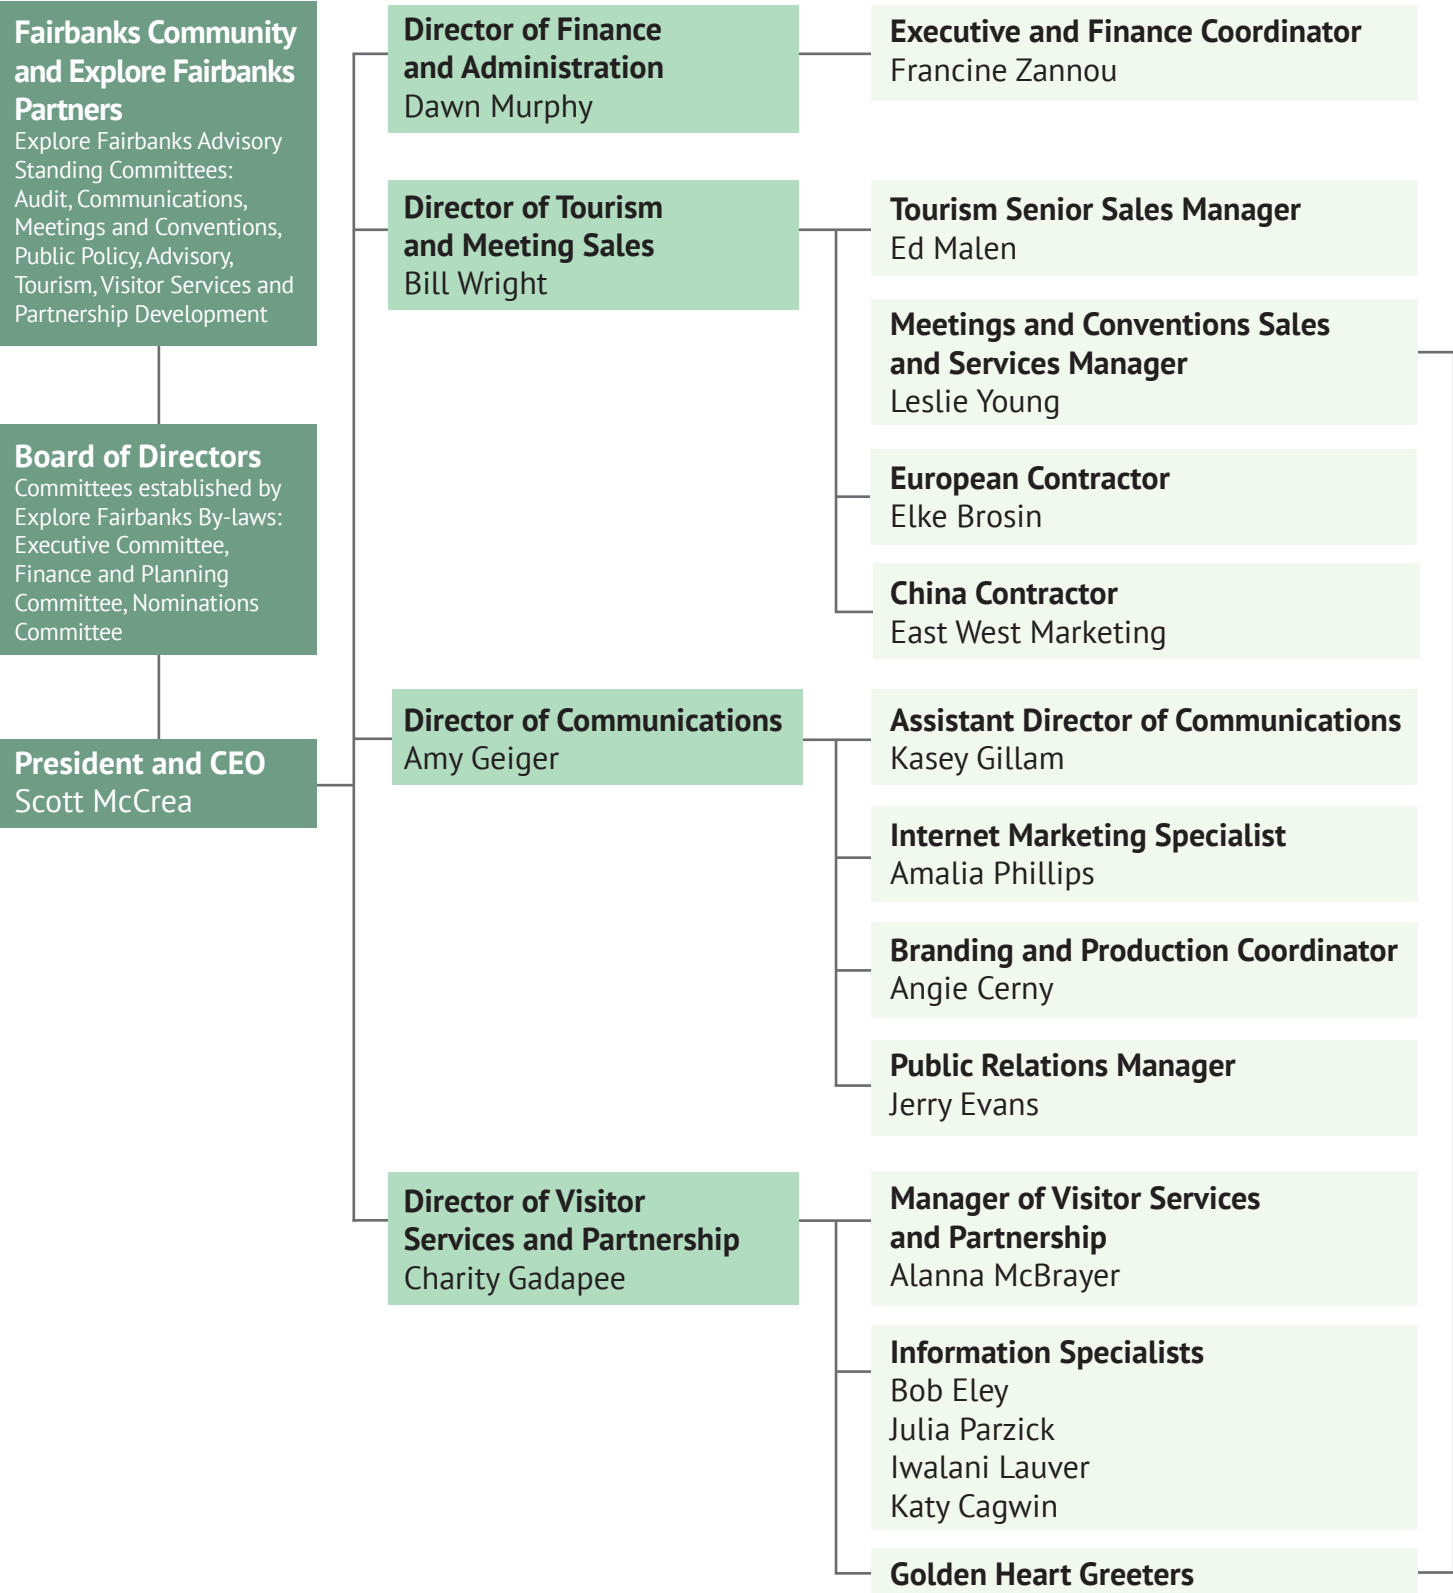 Fairbanks Community
and Explore Fairbanks
Partners
Explore Fairbanks Advisory
Standing Committees:
Audit, Communications,
Meetings and Conventions,
Public Policy, Advisory,
Tourism, Visitor Services and
Partnership Development
Board of Directors
Committees established by
Explore Fairbanks By-laws:
Executive Committee,
Finance and Planning
Committee, Nominations
Committee
President and CEO
Scott McCrea
Director of Finance
and Administration
Dawn Murphy
Executive and Finance Coordinator
Francine Zannou
Director of Tourism
and Meeting Sales
Bill Wright
Tourism Senior Sales Manager
Ed Malen
Meetings and Conventions Sales
and Services Manager
Leslie Young
European Contractor
Elke Brosin
China Contractor
East West Marketing
Director of Communications
Amy Geiger
Assistant Director of Communications
Kasey Gillam
Internet Marketing Specialist
Amalia Phillips
Branding and Production Coordinator
Angie Cerny
Public Relations Manager
Jerry Evans
Director of Visitor
Services and Partnership
Charity Gadapee
Manager of Visitor Services
and Partnership
Alanna McBrayer
Information Specialists
Bob Eley
Julia Parzick
Iwalani Lauver
Katy Cagwin
Golden Heart Greeters